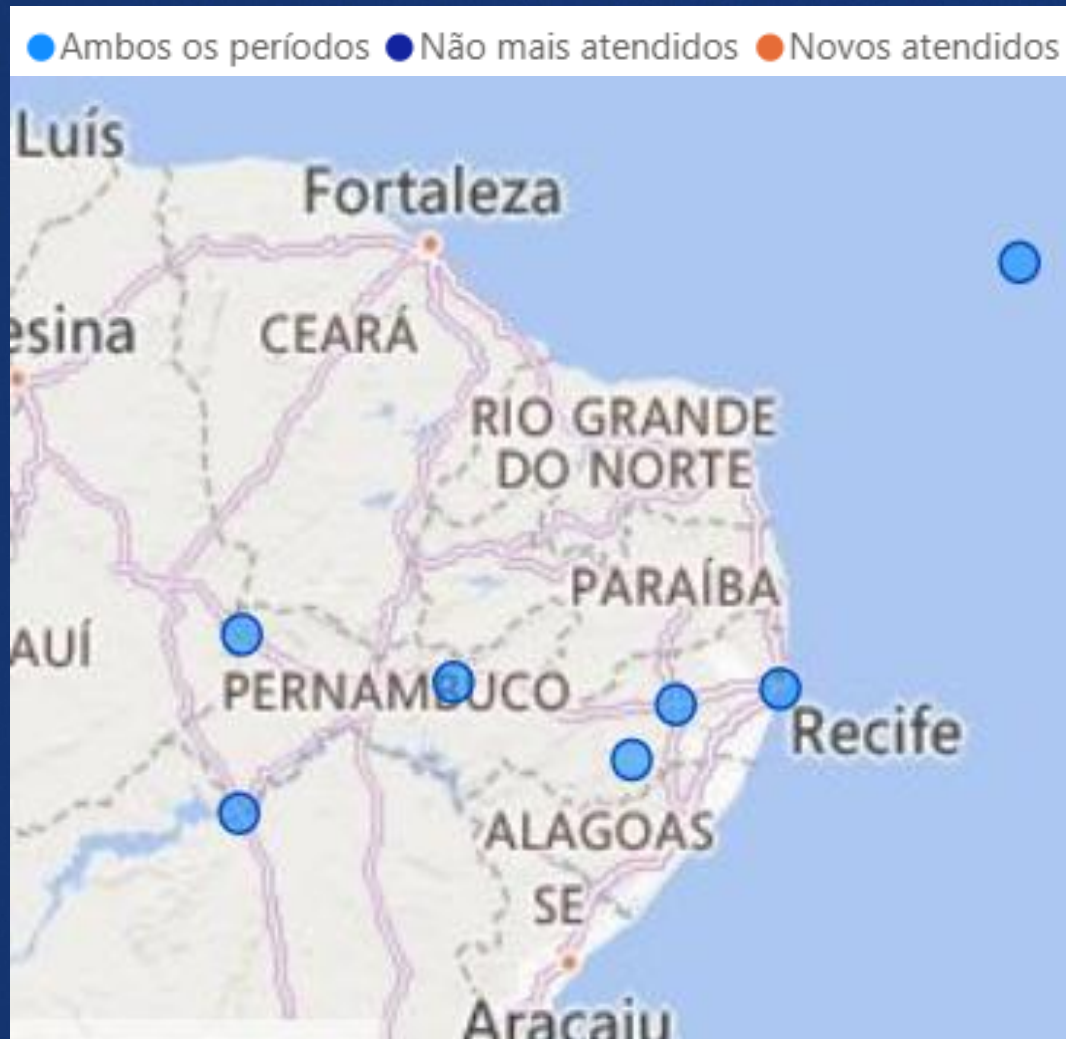 Ambos os períodos Não mais atendidos Novos atendidos
Luís
Fortaleza
esina
CEARÁ
RIO GRANDE
DO NORTE
PARAÍBA
AUÍ
PERNAMBUCO
Recife
ALAGOAS
SE
Aracaju